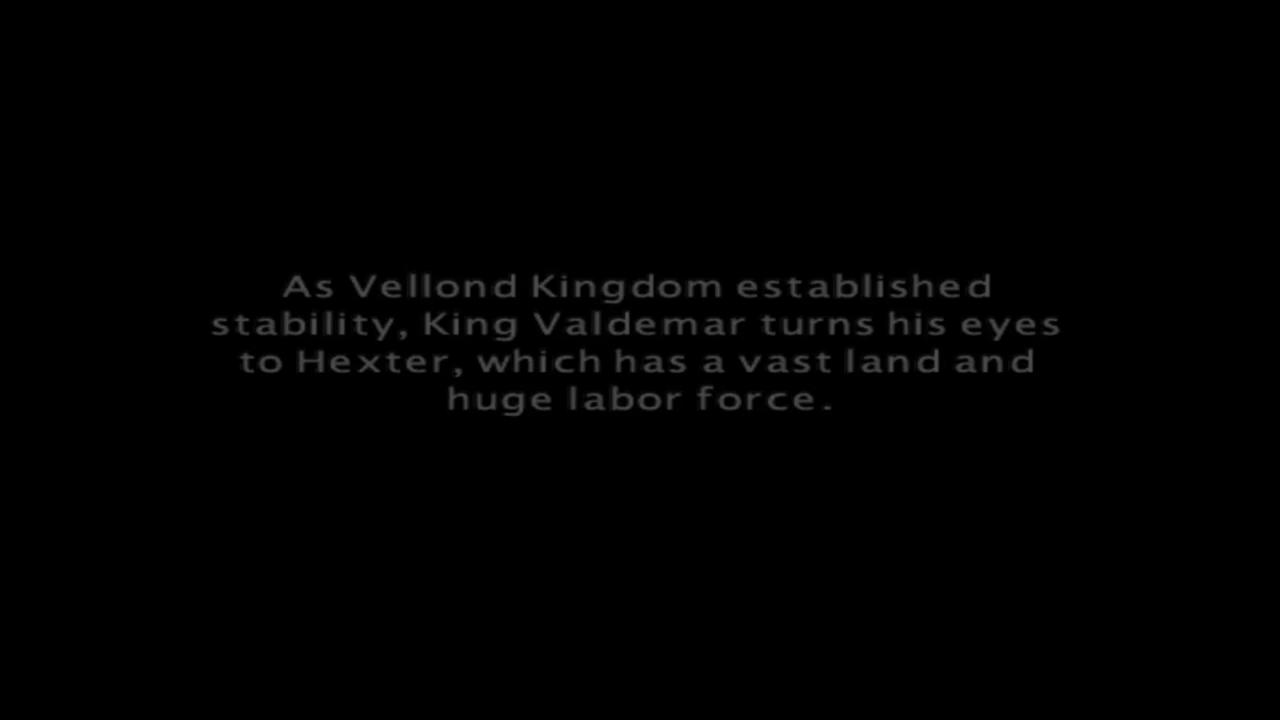 As Vellond Kingdom established
stability, King Valdemar turns his eyes
to Hexter, which has a vast land and
huge labor force.